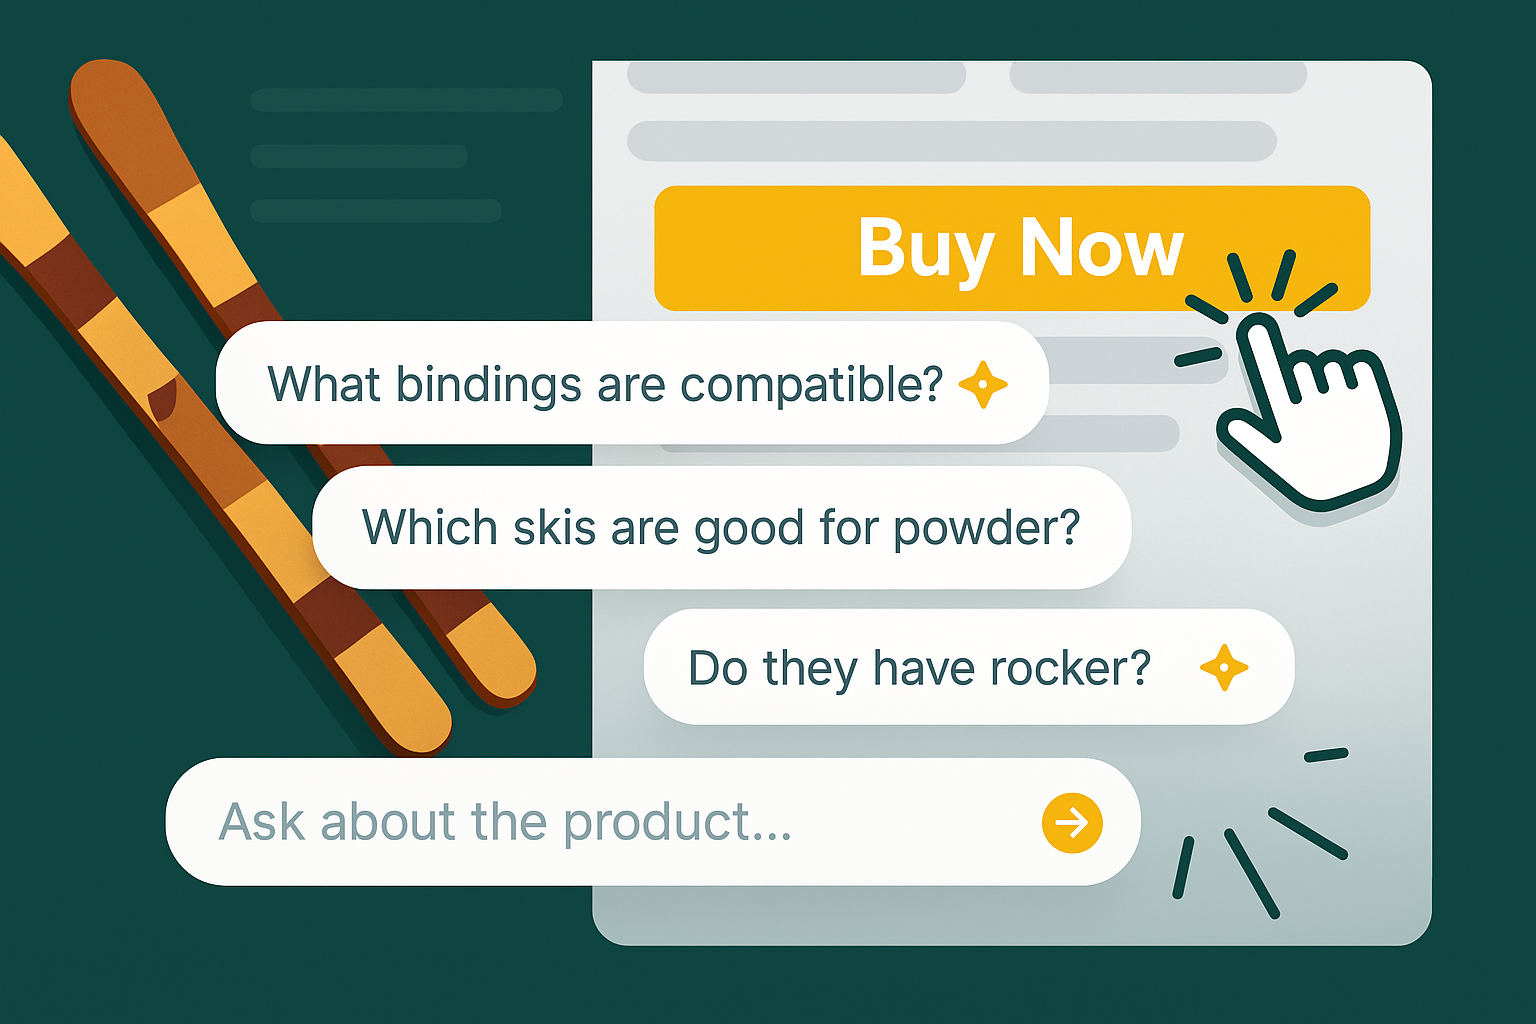 Buy Now
What bindings are compatible?
Which skis are good for powder?
Do they have rocker?
Ask about the product...